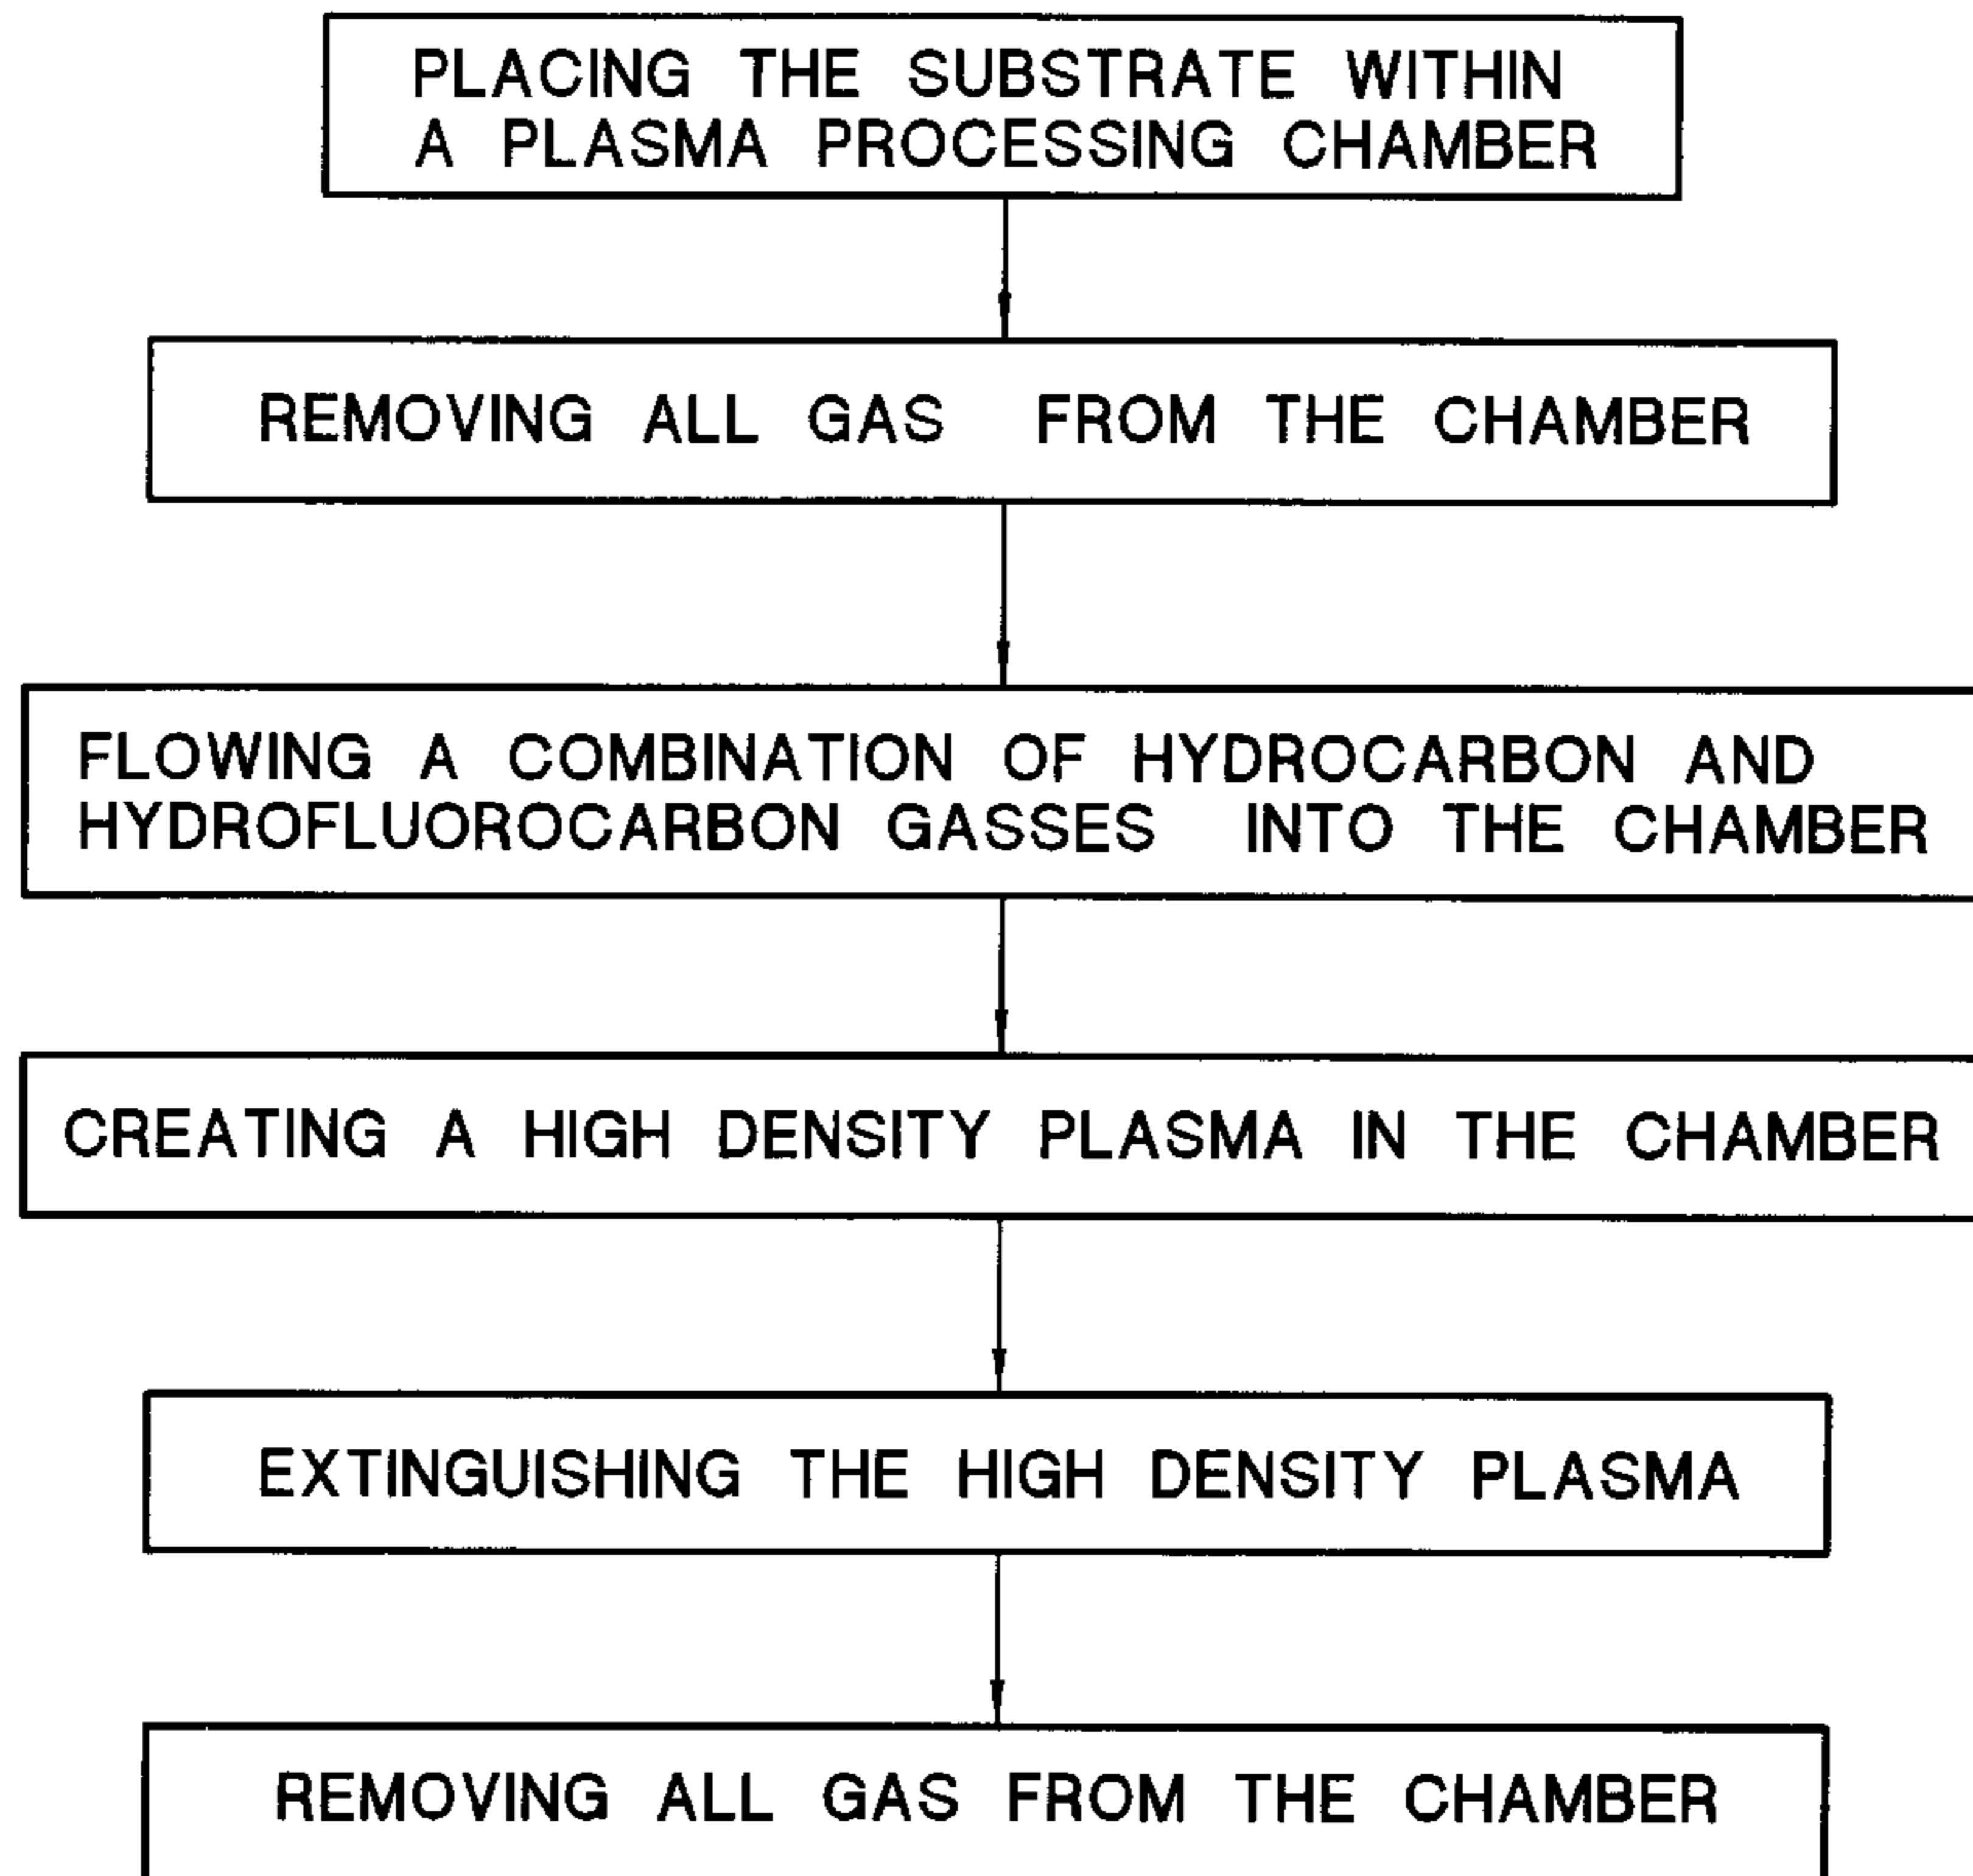 PLACING THE SUBSTRATE WITHIN
A PLASMA PROCESSING CHAMBER
REMOVING ALL GAS FROM THE CHAMBER
FLOWING A COMBINATION OF HYDROCARBON AND
HYDROFLUOROCARBON GASSES INTO THE CHAMBER
CREATING A HIGH DENSITY PLASMA IN THE CHAMBER
EXTINGUISHING THE HIGH DENSITY PLASMA
REMOVING ALL GAS FROM THE CHAMBER